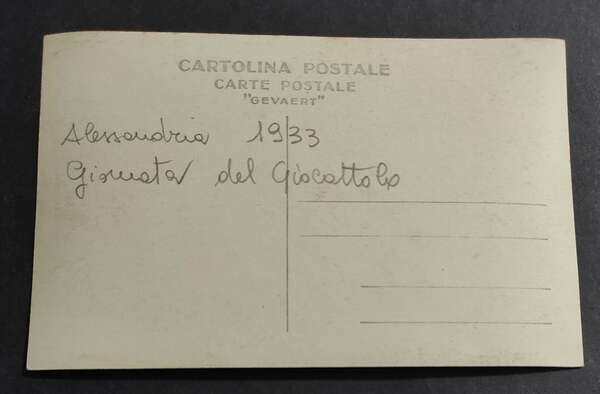 CARTOLINA POSTALE
CARTE POSTALE
"GEVAERT"
Alessandria 1933
Giornata del Giocattolo